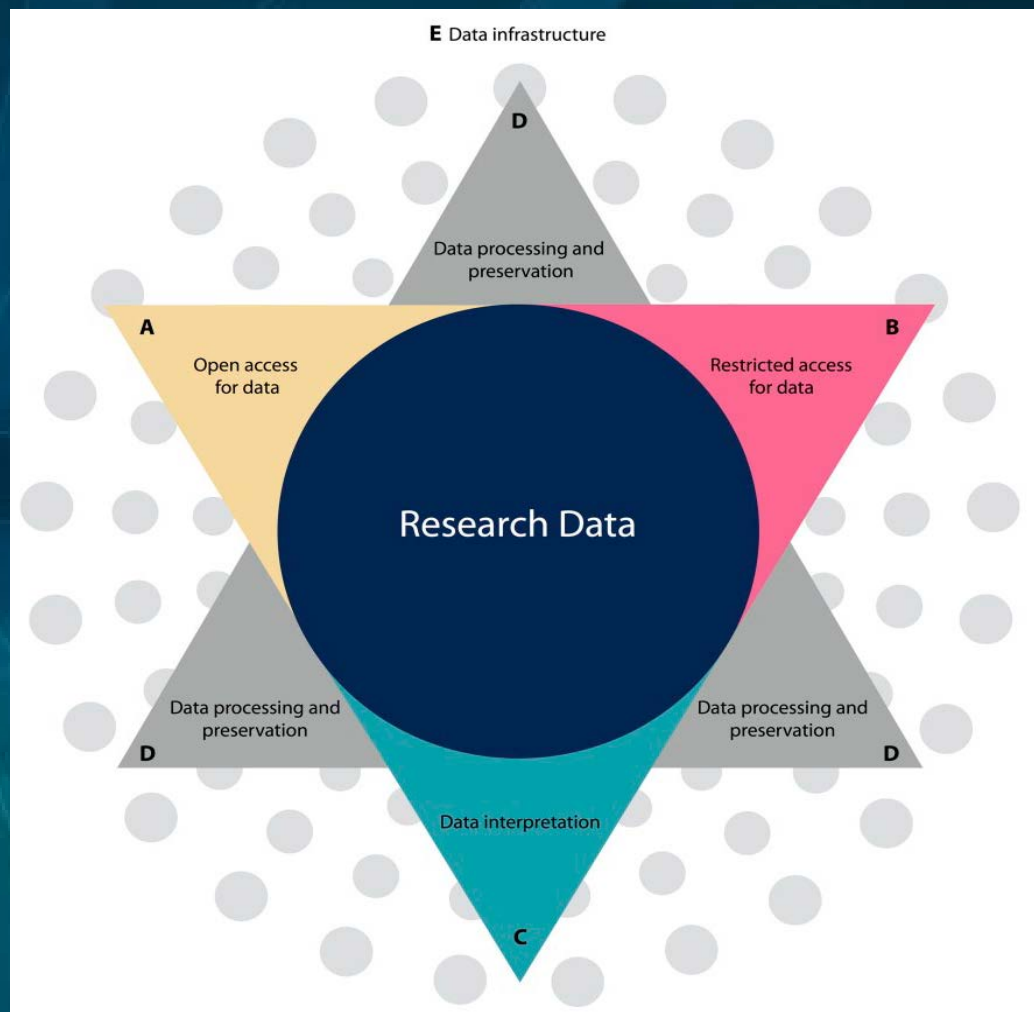 E Data infrastructure
D
Data processing and
preservation
A
Open access
for data
B
Restricted access
for data
Research Data
Data processing and
preservation
D
Data processing and
preservation
D
Data interpretation
C